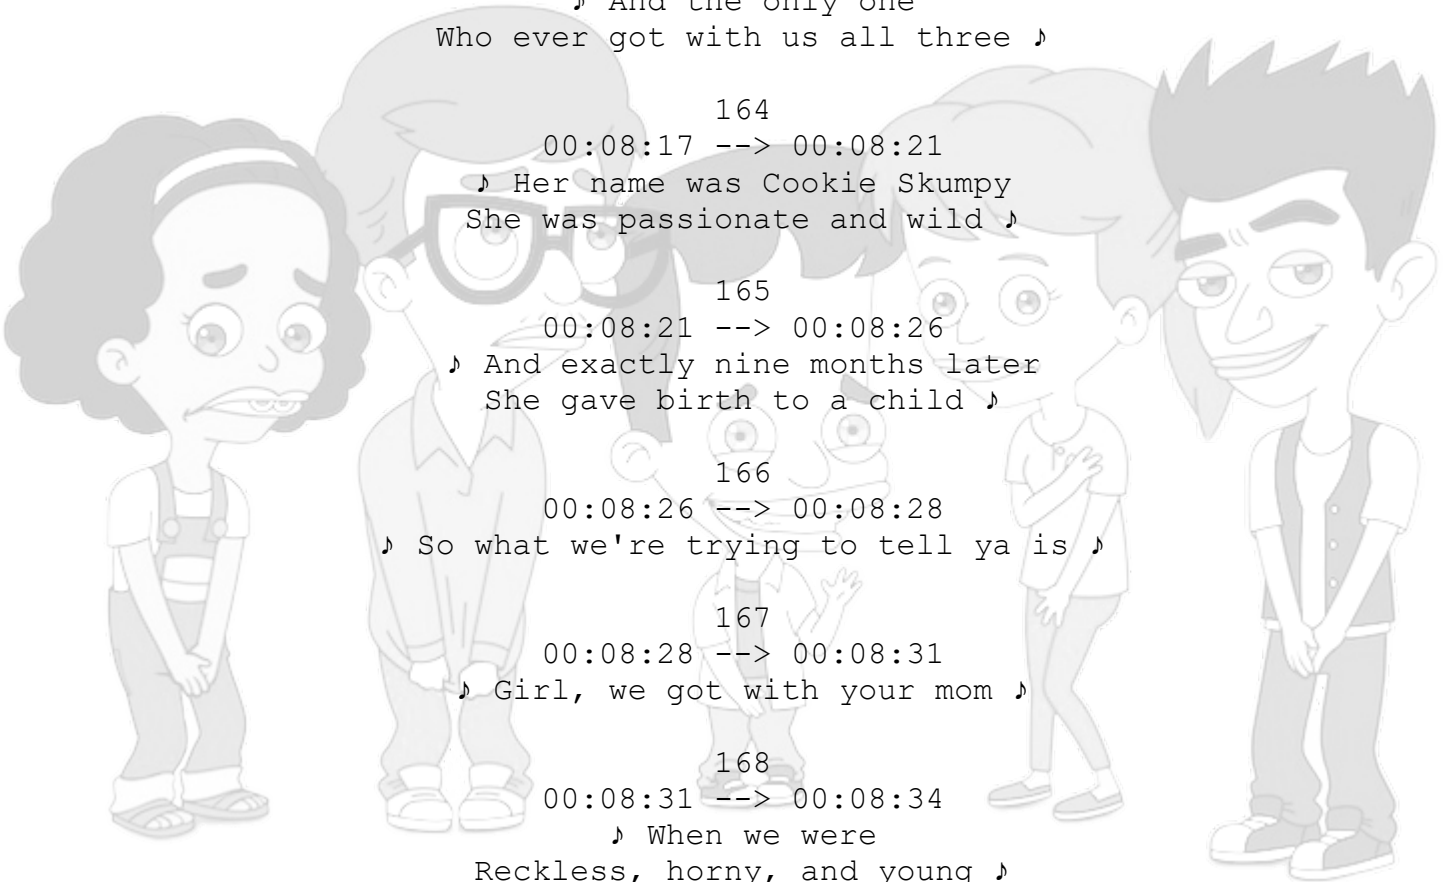 ♪ And the only one
Who ever got with us all three ♪
164
00:08:17 --> 00:08:21
♪ Her name was Cookie Skumpy
She was passionate and wild ♪
165
00:08:21 --> 00:08:26
♪ And exactly nine months later
She gave birth to a child ♪
166
00:08:26 --> 00:08:28
♪ So what we're trying to tell ya is ♪
167
00:08:28 --> 00:08:31
♪ Girl, we got with your mom ♪
168
00:08:31 --> 00:08:34
♪ When we were
Reckless, horny, and young ♪